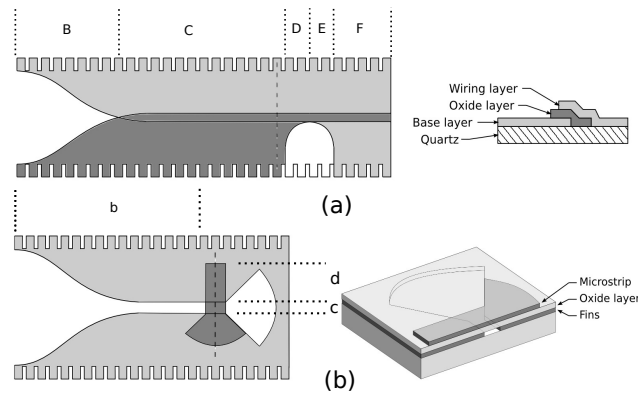 B
C
D
E
F
Wiring layer
Oxide layer
Base layer
Quartz
(a)
b
d
c
Microstrip
Oxide layer
Fins
(b)